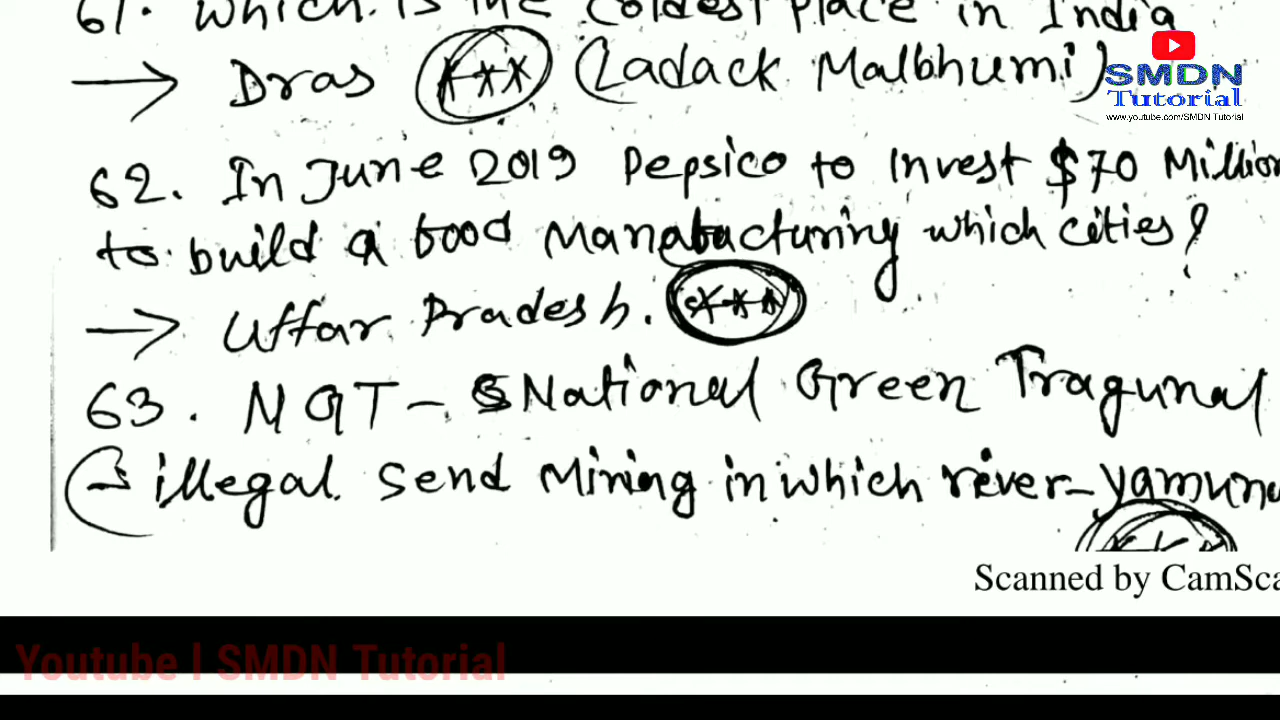 61. Which is the Coldest Place in India
→ Dras *** (Ladack Malbhumi)
SMDN
Tutorial
www.youtube.com/SMDN Tutorial
62. In June 2019 Pepsico to Invest $70 Million
to build a food Manafacturing which cities?
→ Uttar Pradesh. ***
63. NGT - National Green Tragunal
→ illegal Send Mining in which river - Yamuna
***
Scanned by CamSca
Youtube | SMDN Tutorial